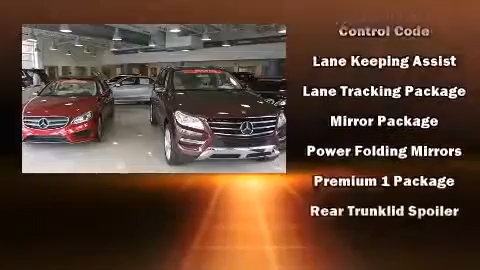 Control Code
Lane Keeping Assist
Lane Tracking Package
Mirror Package
Power Folding Mirrors
Premium 1 Package
Rear Trunklid Spoiler